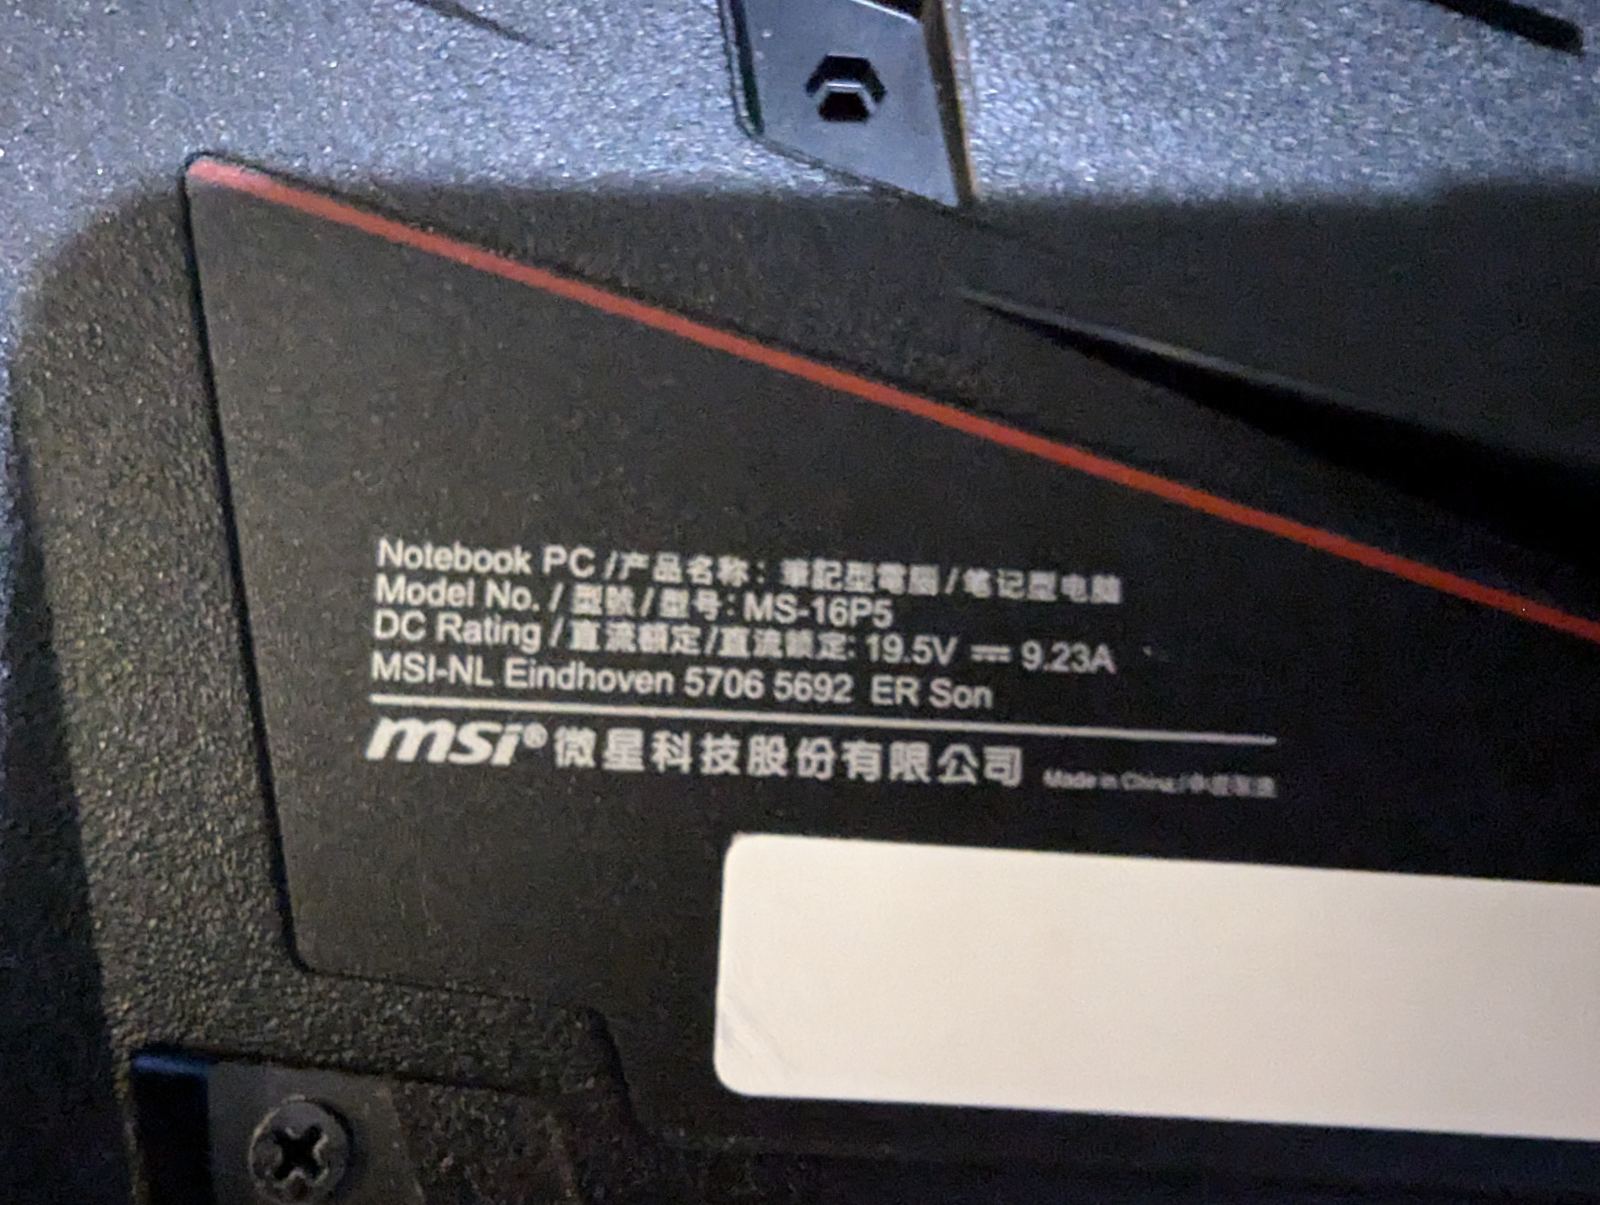 Notebook PC /产品名称：筆記型電腦 / 笔记型电脑
Model No. / 型號 / 型号：MS-16P5
DC Rating / 直流額定/直流额定: 19.5V ⎓ 9.23A
MSI-NL Eindhoven 5706 5692 ER Son
msi® 微星科技股份有限公司 Made in China / 中国制造